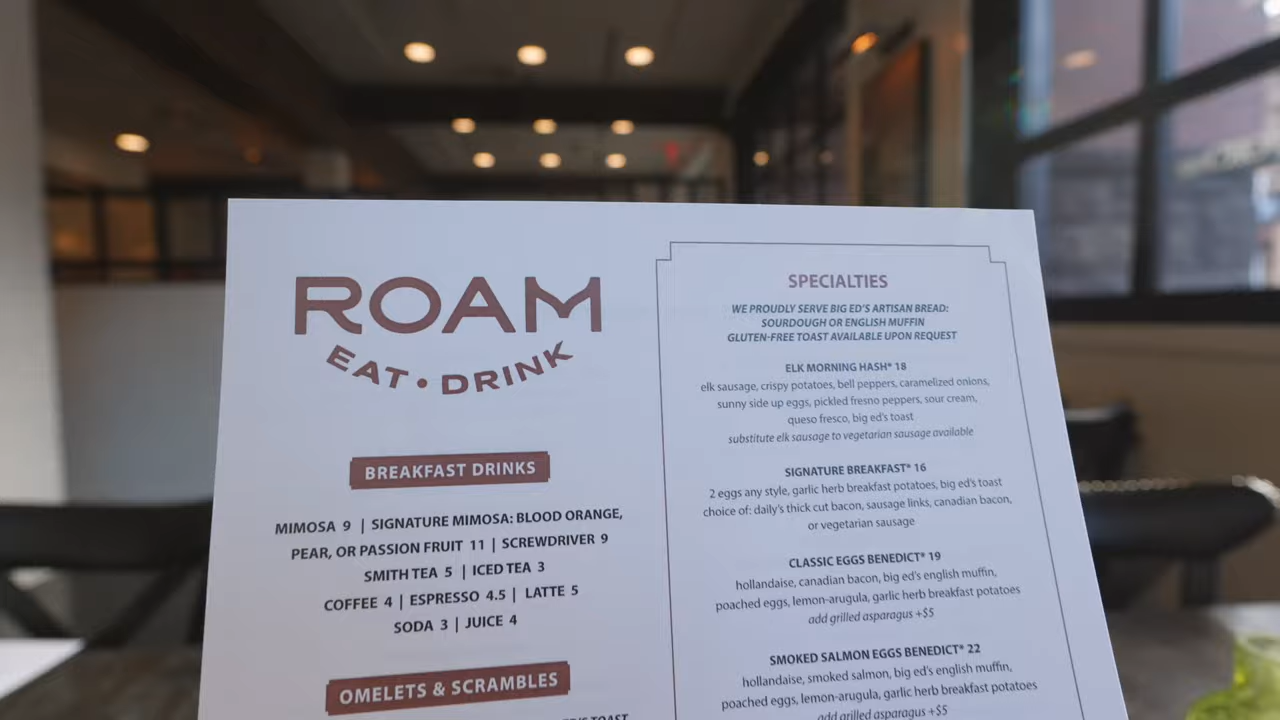 ROAM
EAT • DRINK
BREAKFAST DRINKS
MIMOSA 9 | SIGNATURE MIMOSA: BLOOD ORANGE,
PEAR, OR PASSION FRUIT 11 | SCREWDRIVER 9
SMITH TEA 5 | ICED TEA 3
COFFEE 4 | ESPRESSO 4.5 | LATTE 5
SODA 3 | JUICE 4
OMELETS & SCRAMBLES
TOAST
SPECIALTIES
WE PROUDLY SERVE BIG ED'S ARTISAN BREAD:
SOURDOUGH OR ENGLISH MUFFIN
GLUTEN-FREE TOAST AVAILABLE UPON REQUEST
ELK MORNING HASH* 18
elk sausage, crispy potatoes, bell peppers, caramelized onions,
sunny side up eggs, pickled fresno peppers, sour cream,
queso fresco, big ed's toast
substitute elk sausage to vegetarian sausage available
SIGNATURE BREAKFAST* 16
2 eggs any style, garlic herb breakfast potatoes, big ed's toast
choice of: daily's thick cut bacon, sausage links, canadian bacon,
or vegetarian sausage
CLASSIC EGGS BENEDICT* 19
hollandaise, canadian bacon, big ed's english muffin,
poached eggs, lemon-arugula, garlic herb breakfast potatoes
add grilled asparagus +$5
SMOKED SALMON EGGS BENEDICT* 22
hollandaise, smoked salmon, big ed's english muffin,
poached eggs, lemon-arugula, garlic herb breakfast potatoes
add grilled asparagus +$5